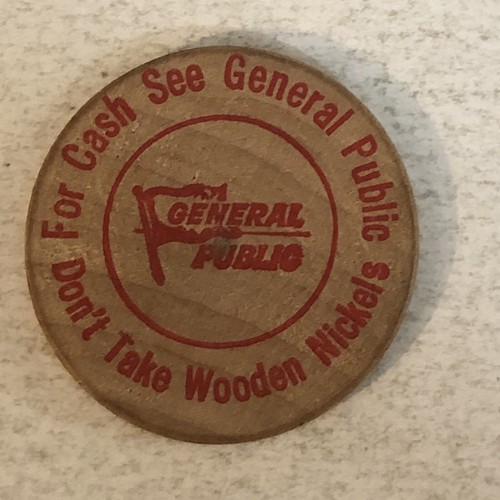 For Cash See General Public
GENERAL
PUBLIC
Don't Take Wooden Nickels